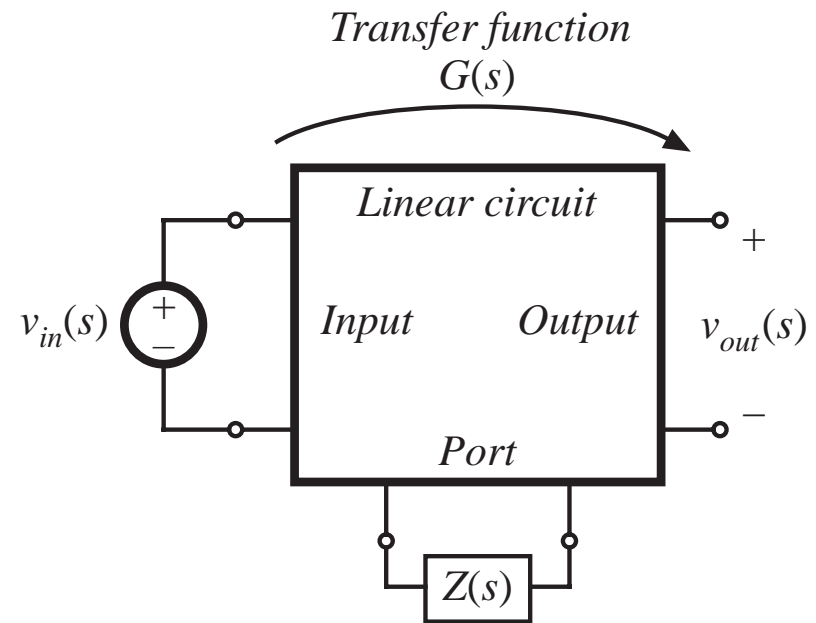 Transfer function
G(s)
Linear circuit
+
v_in(s)
+
−
Input
Output
v_out(s)
−
Port
Z(s)